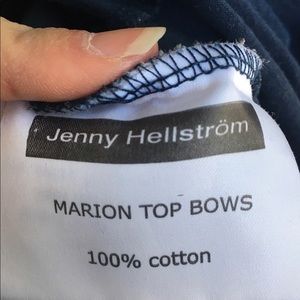 Jenny Hellström
MARION TOP BOWS
100% cotton